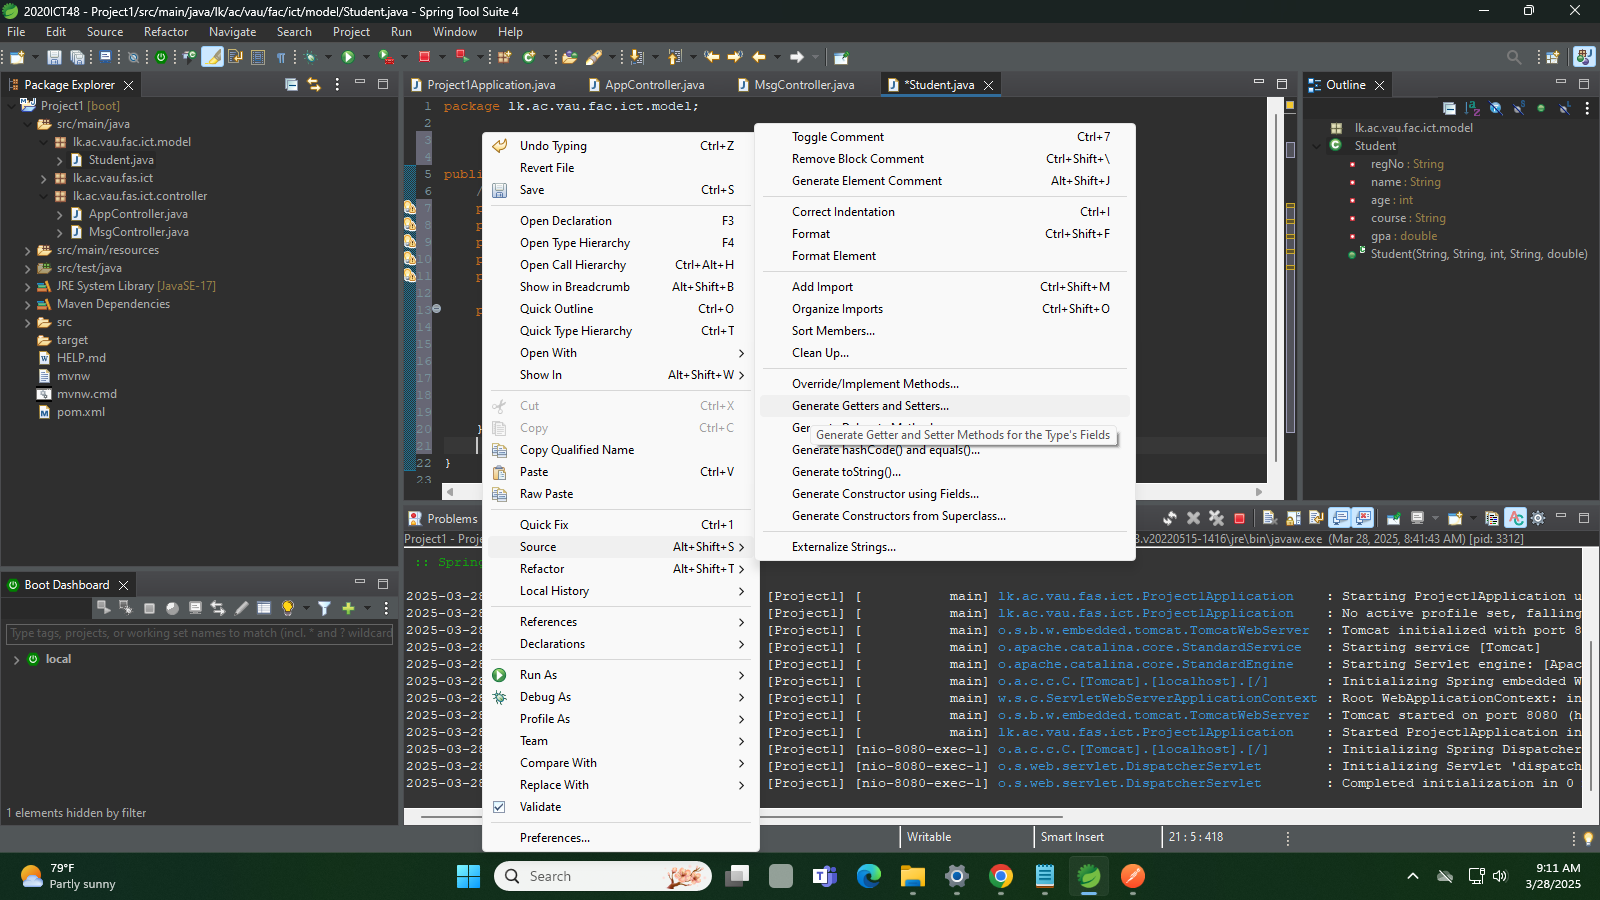 2020ICT48 - Project1/src/main/java/lk/ac/vau/fac/ict/model/Student.java - Spring Tool Suite 4
File Edit Source Refactor Navigate Search Project Run Window Help
Package Explorer
Project1 [boot]
src/main/java
lk.ac.vau.fac.ict.model
Student.java
lk.ac.vau.fas.ict
lk.ac.vau.fas.ict.controller
AppController.java
MsgController.java
src/main/resources
src/test/java
JRE System Library [JavaSE-17]
Maven Dependencies
src
target
HELP.md
mvnw
mvnw.cmd
pom.xml
Boot Dashboard
Type tags, projects, or working set names to match (incl. * and ? wildcard
local
1 elements hidden by filter
Project1Application.java AppController.java MsgController.java *Student.java
1 package lk.ac.vau.fac.ict.model;
2
3
4
5 publi
6 /
7 p
8 p
9 p
10 p
11 p
12
13 p
14
15
16
17
18
19
20 }
21
22 }
23
Undo Typing Ctrl+Z
Revert File
Save Ctrl+S
Open Declaration F3
Open Type Hierarchy F4
Open Call Hierarchy Ctrl+Alt+H
Show in Breadcrumb Alt+Shift+B
Quick Outline Ctrl+O
Quick Type Hierarchy Ctrl+T
Open With
Show In Alt+Shift+W
Cut Ctrl+X
Copy Ctrl+C
Copy Qualified Name
Paste Ctrl+V
Raw Paste
Quick Fix Ctrl+1
Source Alt+Shift+S
Refactor Alt+Shift+T
Local History
References
Declarations
Run As
Debug As
Profile As
Team
Compare With
Replace With
Validate
Preferences...
Toggle Comment Ctrl+7
Remove Block Comment Ctrl+Shift+\
Generate Element Comment Alt+Shift+J
Correct Indentation Ctrl+I
Format Ctrl+Shift+F
Format Element
Add Import Ctrl+Shift+M
Organize Imports Ctrl+Shift+O
Sort Members...
Clean Up...
Override/Implement Methods...
Generate Getters and Setters...
Generate Getter and Setter Methods for the Type's Fields
Generate hashCode() and equals()...
Generate toString()...
Generate Constructor using Fields...
Generate Constructors from Superclass...
Externalize Strings...
Outline
lk.ac.vau.fac.ict.model
Student
regNo : String
name : String
age : int
course : String
gpa : double
Student(String, String, int, String, double)
Problems
Project1 - Pro 3.v20220515-1416\jre\bin\javaw.exe (Mar 28, 2025, 8:41:43 AM) [pid: 3312]
:: Spring
2025-03-28 [Project1] [ main] lk.ac.vau.fas.ict.Project1Application : Starting Project1Application u
2025-03-28 [Project1] [ main] lk.ac.vau.fas.ict.Project1Application : No active profile set, falling
2025-03-28 [Project1] [ main] o.s.b.w.embedded.tomcat.TomcatWebServer : Tomcat initialized with port 8
2025-03-28 [Project1] [ main] o.apache.catalina.core.StandardService : Starting service [Tomcat]
2025-03-28 [Project1] [ main] o.apache.catalina.core.StandardEngine : Starting Servlet engine: [Apac
2025-03-28 [Project1] [ main] o.a.c.c.C.[Tomcat].[localhost].[/] : Initializing Spring embedded W
2025-03-28 [Project1] [ main] w.s.c.ServletWebServerApplicationContext : Root WebApplicationContext: in
2025-03-28 [Project1] [ main] o.s.b.w.embedded.tomcat.TomcatWebServer : Tomcat started on port 8080 (h
2025-03-28 [Project1] [ main] lk.ac.vau.fas.ict.Project1Application : Started Project1Application in
2025-03-28 [Project1] [nio-8080-exec-1] o.a.c.c.C.[Tomcat].[localhost].[/] : Initializing Spring Dispatcher
2025-03-28 [Project1] [nio-8080-exec-1] o.s.web.servlet.DispatcherServlet : Initializing Servlet 'dispatch
2025-03-28 [Project1] [nio-8080-exec-1] o.s.web.servlet.DispatcherServlet : Completed initialization in 0
Writable Smart Insert 21 : 5 : 418
79°F
Partly sunny
Search
9:11 AM
3/28/2025